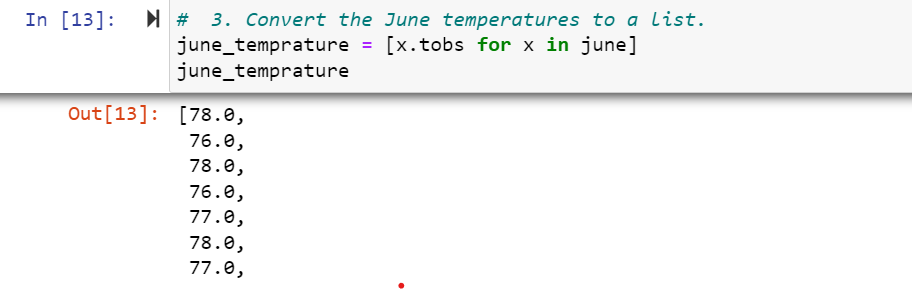 In [13]: # 3. Convert the June temperatures to a list.
june_temprature = [x.tobs for x in june]
june_temprature
Out[13]: [78.0,
76.0,
78.0,
76.0,
77.0,
78.0,
77.0,